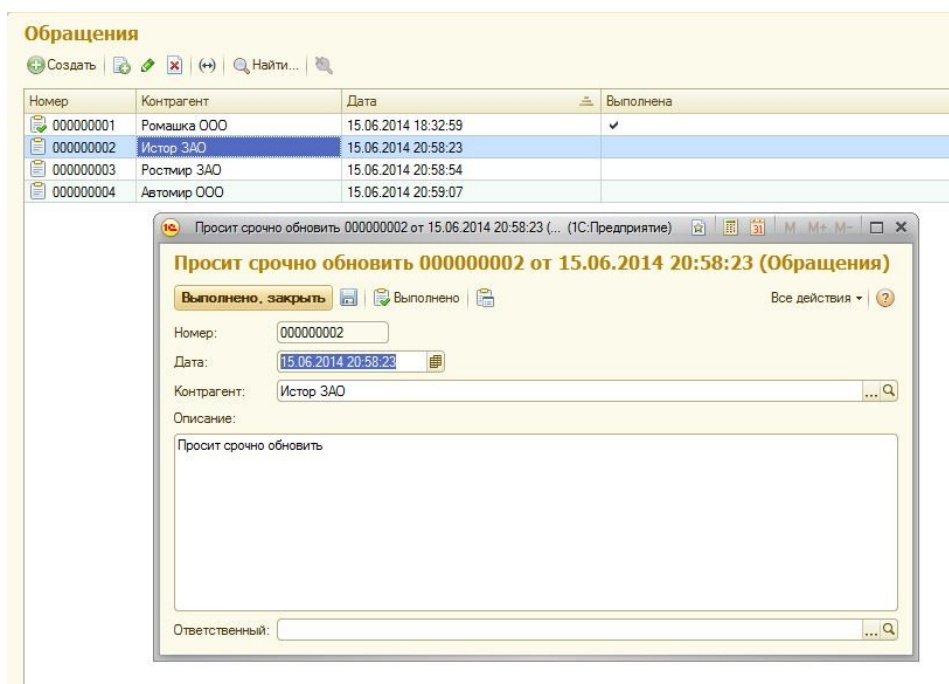 Обращения
Создать Найти...
Номер Контрагент Дата Выполнена
000000001 Ромашка ООО 15.06.2014 18:32:59
000000002 Истор ЗАО 15.06.2014 20:58:23
000000003 Ростмир ЗАО 15.06.2014 20:58:54
000000004 Автомир ООО 15.06.2014 20:59:07
1С Просит срочно обновить 000000002 от 15.06.2014 20:58:23 (... (1С:Предприятие) 31 M M+ M-
Просит срочно обновить 000000002 от 15.06.2014 20:58:23 (Обращения)
Выполнено, закрыть Выполнено Все действия ?
Номер: 000000002
Дата: 15.06.2014 20:58:23
Контрагент: Истор ЗАО ...
Описание:
Просит срочно обновить
Ответственный: ...